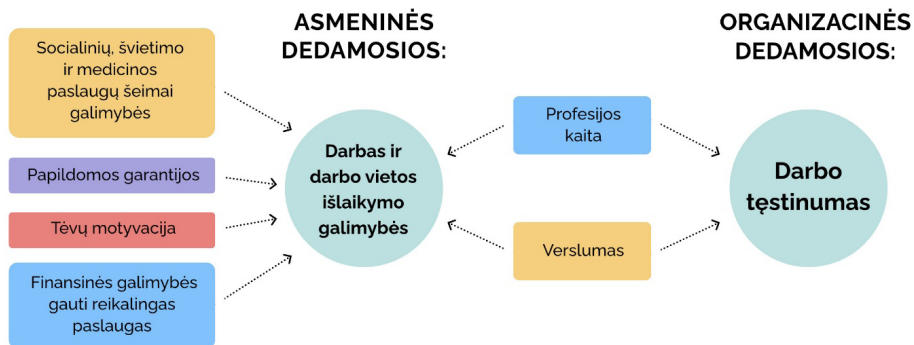 ASMENINĖS
DEDAMOSIOS:
ORGANIZACINĖS
DEDAMOSIOS:
Socialinių, švietimo
ir medicinos
paslaugų šeimai
galimybės
Papildomos garantijos
Tėvų motyvacija
Finansinės galimybės
gauti reikalingas
paslaugas
Darbas ir
darbo vietos
išlaikymo
galimybės
Profesijos
kaita
Verslumas
Darbo
tęstinumas